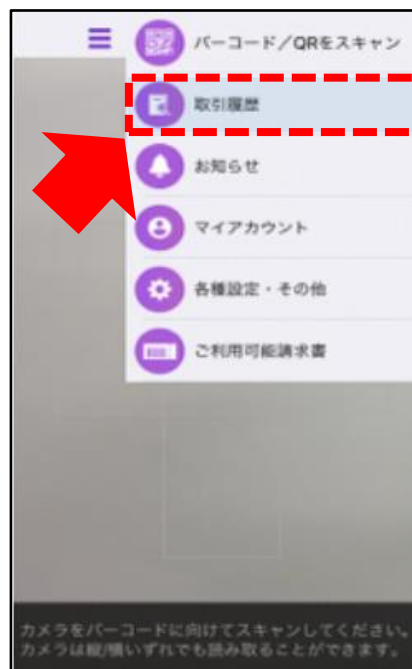 バーコード／QRをスキャン
取引履歴
お知らせ
マイアカウント
各種設定・その他
ご利用可能請求書
カメラをバーコードに向けてスキャンしてください。
カメラは縦/横いずれでも読み取ることができます。